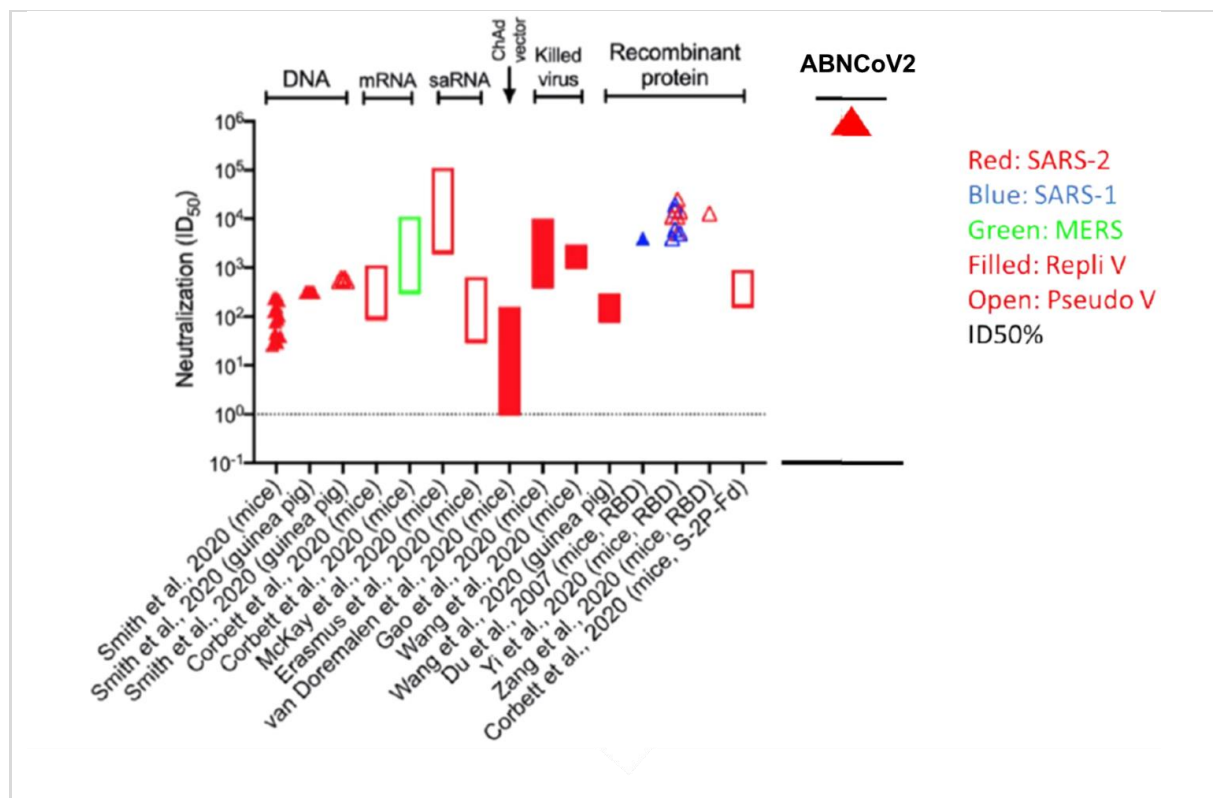 DNA
mRNA
saRNA
ChAd
vector
Killed
virus
Recombinant
protein
ABNCoV2
Neutralization (ID50)
10^6
10^5
10^4
10^3
10^2
10^1
10^0
10^-1
Red: SARS-2
Blue: SARS-1
Green: MERS
Filled: Repli V
Open: Pseudo V
ID50%
Smith et al., 2020 (mice)
Smith et al., 2020 (guinea pig)
Smith et al., 2020 (guinea pig)
Corbett et al., 2020 (mice)
Corbett et al., 2020 (mice)
McKay et al., 2020 (mice)
Erasmus et al., 2020 (mice)
van Doremalen et al., 2020 (mice)
Gao et al., 2020 (mice)
Wang et al., 2020 (mice)
Wang et al., 2020 (guinea pig)
Du et al., 2007 (mice, RBD)
Yi et al., 2020 (mice, RBD)
Zang et al., 2020 (mice, RBD)
Corbett et al., 2020 (mice, S-2P-Fd)